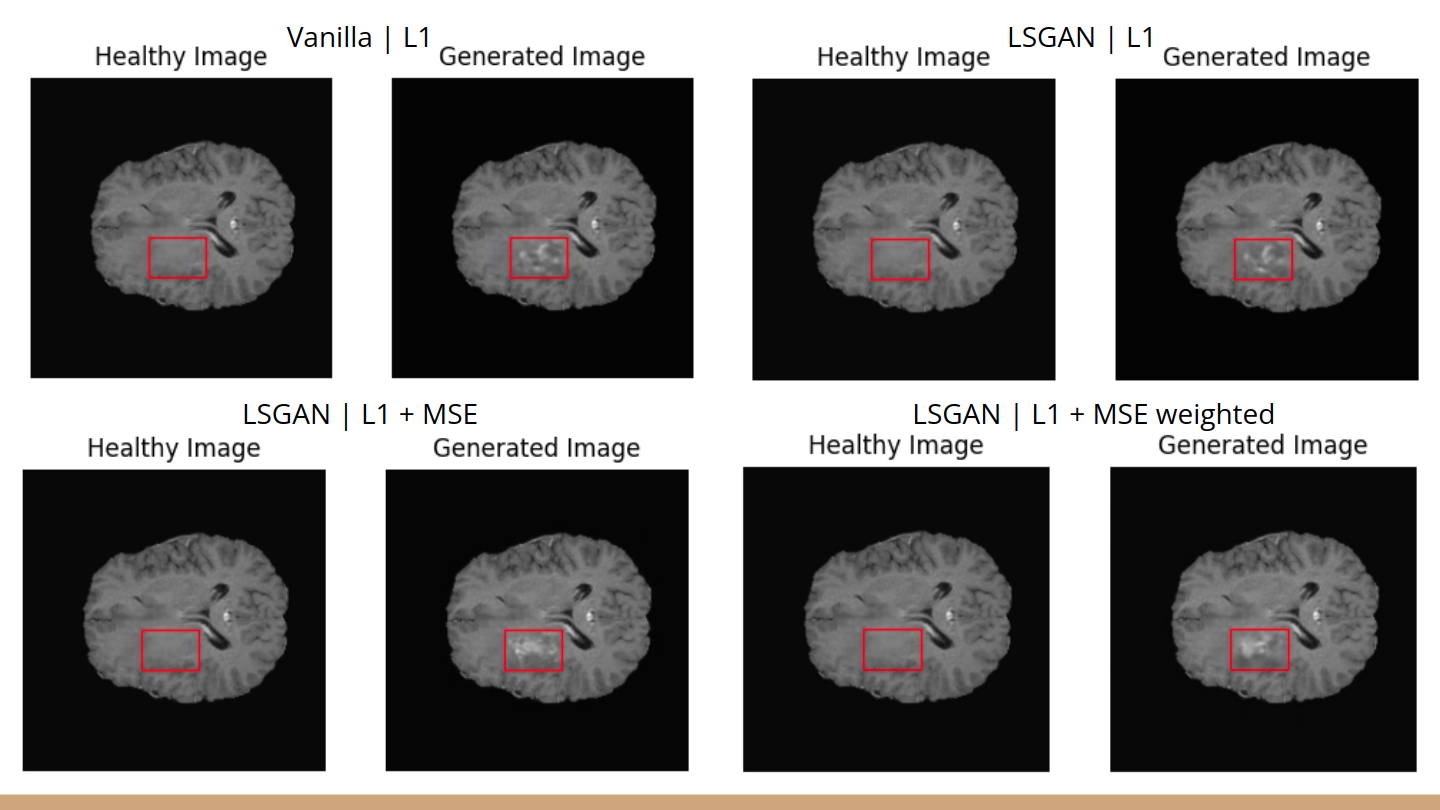 Vanilla | L1
Healthy Image
Generated Image
LSGAN | L1
Healthy Image
Generated Image
LSGAN | L1 + MSE
Healthy Image
Generated Image
LSGAN | L1 + MSE weighted
Healthy Image
Generated Image